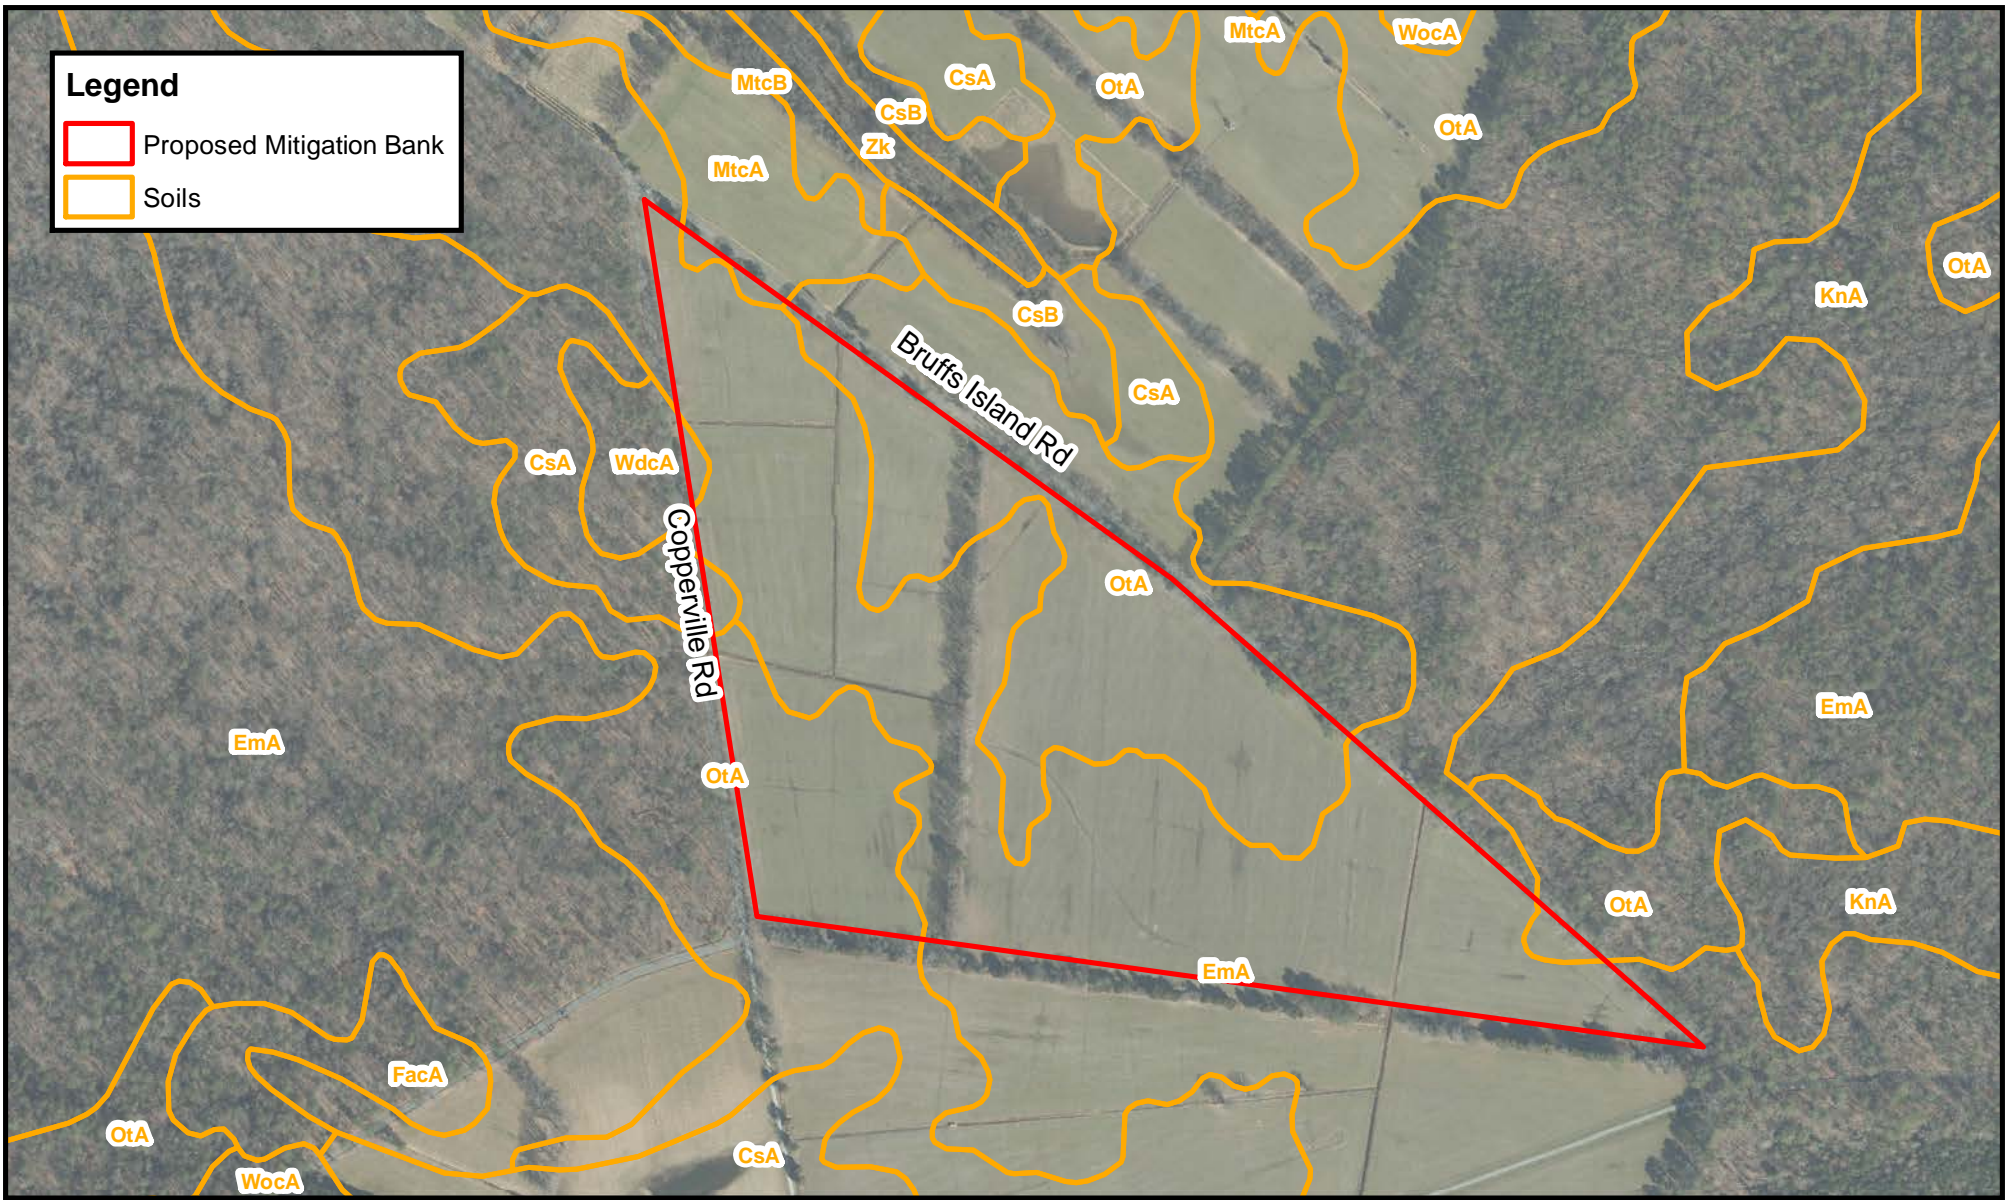 Legend
Proposed Mitigation Bank
Soils
MtcA
WocA
CsA
MtcB
OtA
CsB
OtA
Zk
MtcA
OtA
KnA
CsB
Bruffs Island Rd
CsA
CsA
WdcA
Copperville Rd
OtA
EmA
EmA
OtA
OtA
KnA
EmA
FacA
OtA
CsA
WocA